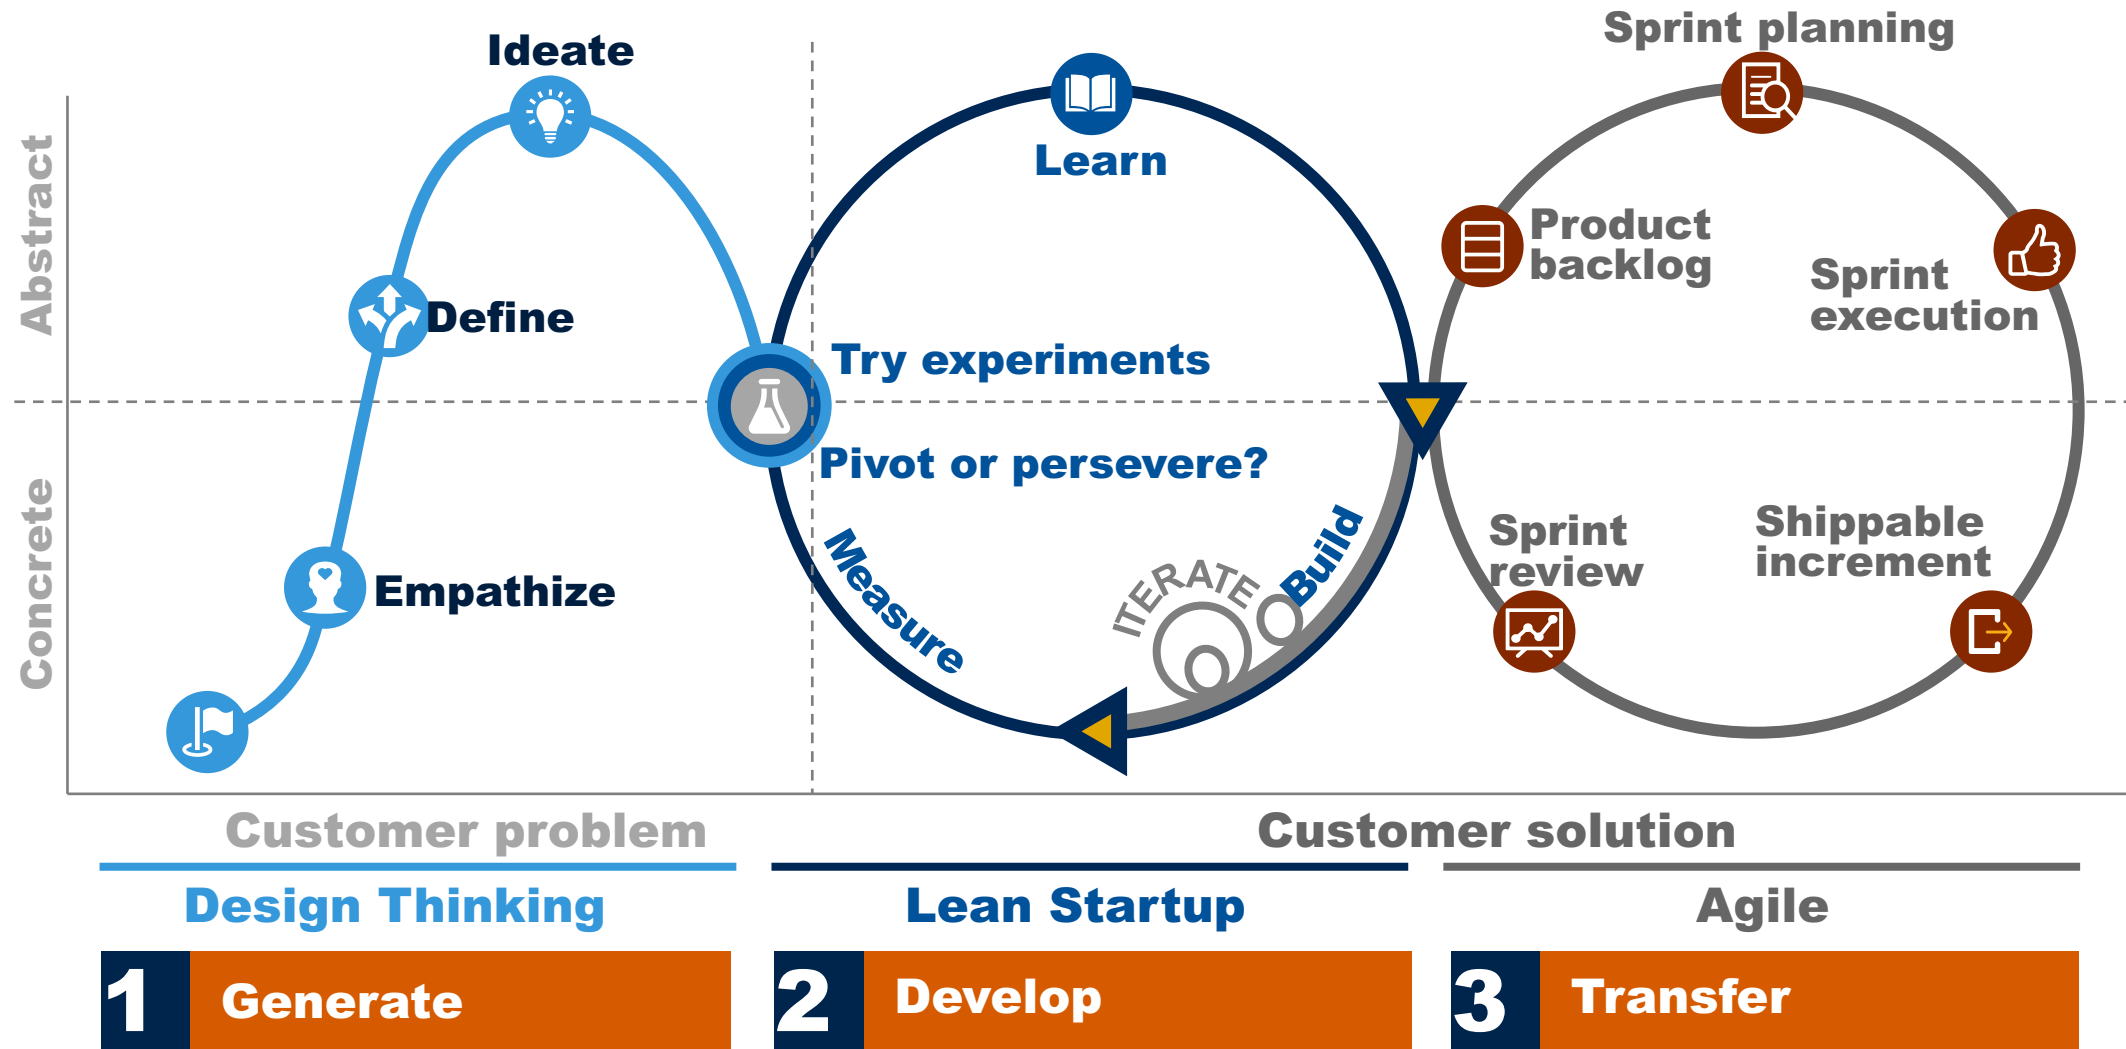 Abstract
Concrete
Ideate
Define
Empathize
Learn
Try experiments
Pivot or persevere?
Measure
ITERATE
Build
Sprint planning
Product
backlog
Sprint
execution
Sprint
review
Shippable
increment
Customer problem
Customer solution
Design Thinking
Lean Startup
Agile
1 Generate
2 Develop
3 Transfer